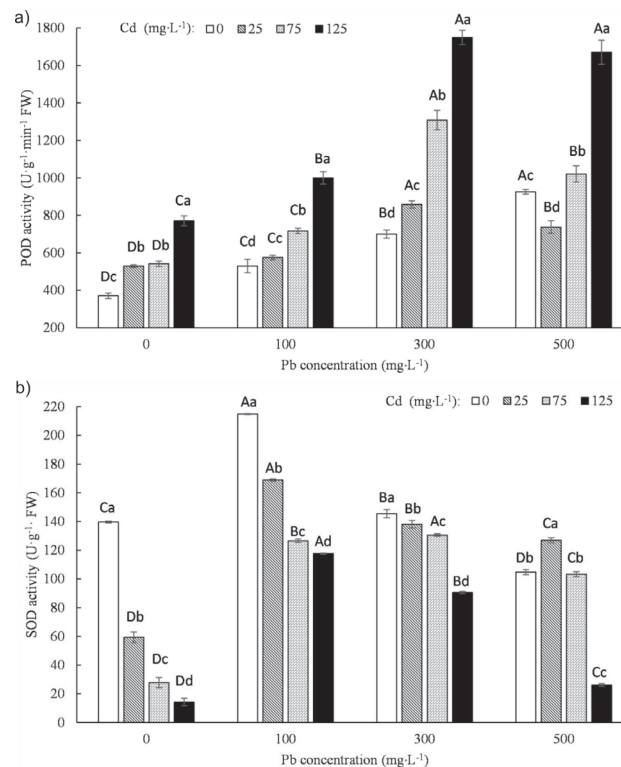 a)
Cd (mg·L⁻¹): 0 25 75 125
POD activity (U·g⁻¹·min⁻¹ FW)
1800
1600
1400
1200
1000
800
600
400
200
Dc Db Db Ca
Cd Cc Cb Ba
Bd Ac Ab Aa
Ac Bd Bb Aa
0 100 300 500
Pb concentration (mg·L⁻¹)
b)
Cd (mg·L⁻¹): 0 25 75 125
SOD activity (U·g⁻¹· FW)
220
200
180
160
140
120
100
80
60
40
20
0
Ca Db Dc Dd
Aa Ab Bc Ad
Ba Bb Ac Bd
Db Ca Cb Cc
0 100 300 500
Pb concentration (mg·L⁻¹)